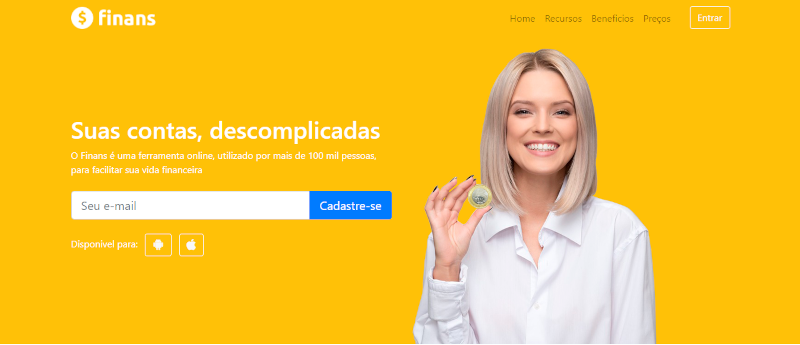 finans
Home Recursos Benefícios Preços Entrar
Suas contas, descomplicadas
O Finans é uma ferramenta online, utilizado por mais de 100 mil pessoas,
para facilitar sua vida financeira
Seu e-mail Cadastre-se
Disponível para: